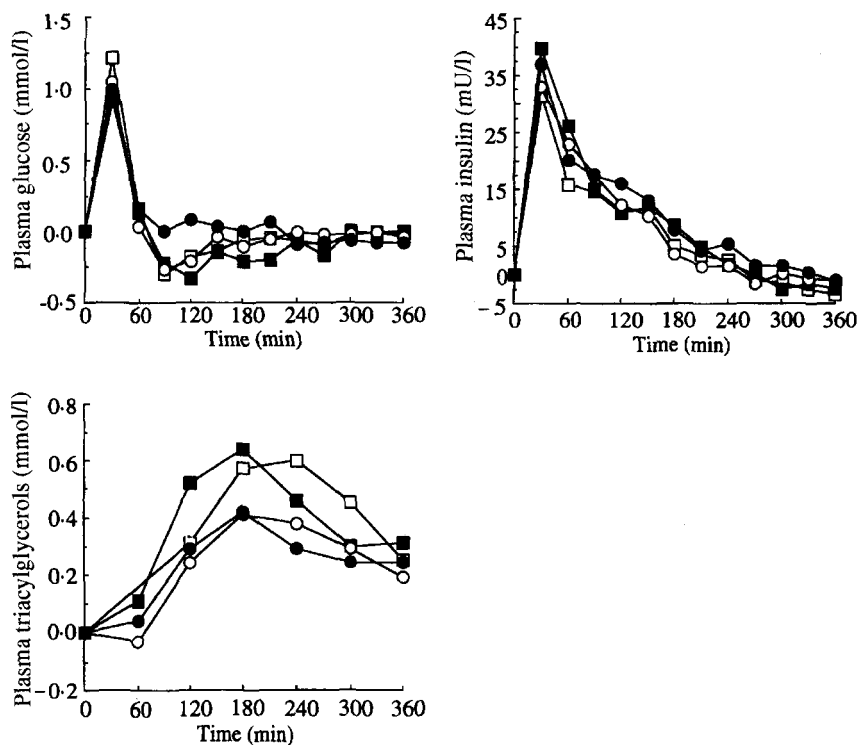 Plasma glucose (mmol/l)
1·5
1·0
0·5
0·0
-0·5
0 60 120 180 240 300 360
Time (min)
Plasma insulin (mU/l)
45
35
25
15
5
0
−5
0 60 120 180 240 300 360
Time (min)
Plasma triacylglycerols (mmol/l)
0·8
0·6
0·4
0·2
0·0
−0·2
0 60 120 180 240 300 360
Time (min)